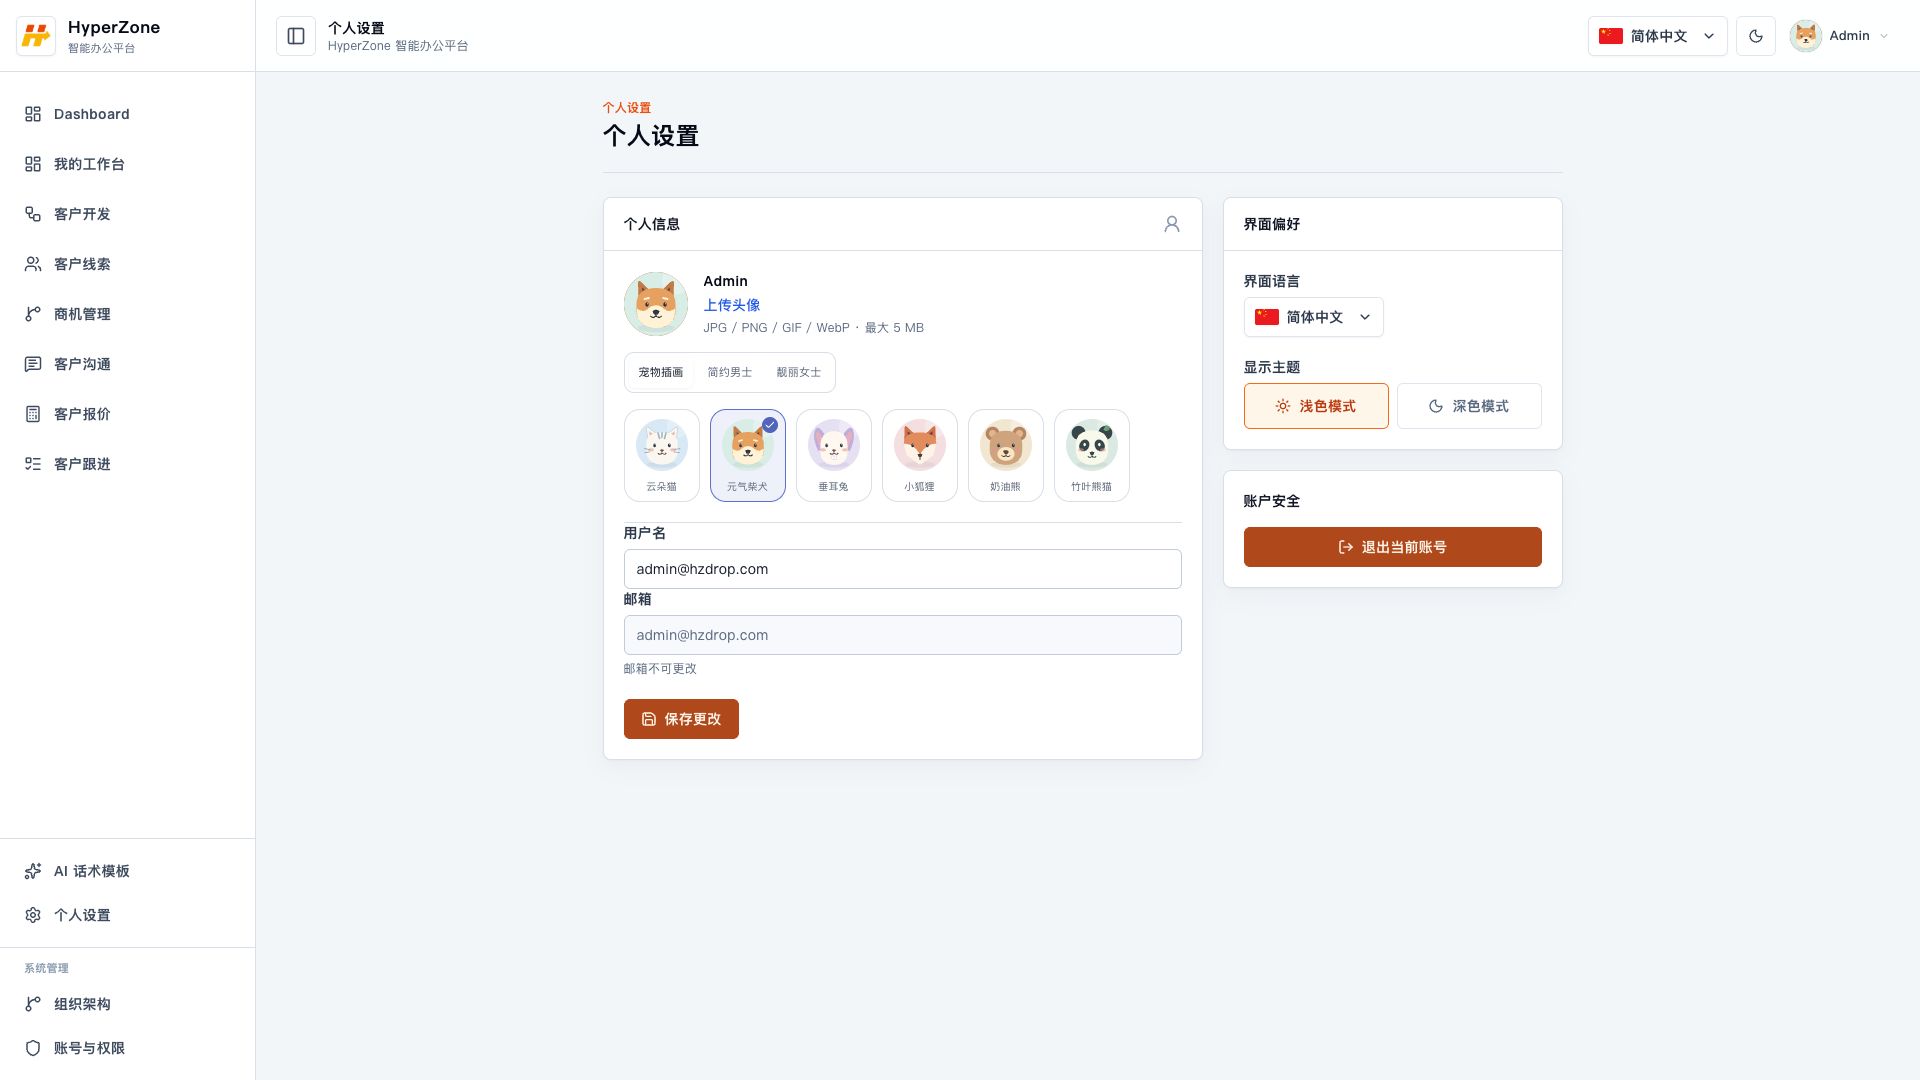 HyperZone
智能办公平台
个人设置
HyperZone 智能办公平台
简体中文
Admin
Dashboard
我的工作台
客户开发
客户线索
商机管理
客户沟通
客户报价
客户跟进
AI 话术模板
个人设置
系统管理
组织架构
账号与权限
个人设置
个人设置
个人信息
Admin
上传头像
JPG / PNG / GIF / WebP · 最大 5 MB
宠物插画 简约男士 靓丽女士
云朵猫 元气柴犬 垂耳兔 小狐狸 奶油熊 竹叶熊猫
用户名
admin@hzdrop.com
邮箱
admin@hzdrop.com
邮箱不可更改
保存更改
界面偏好
界面语言
简体中文
显示主题
浅色模式 深色模式
账户安全
退出当前账号